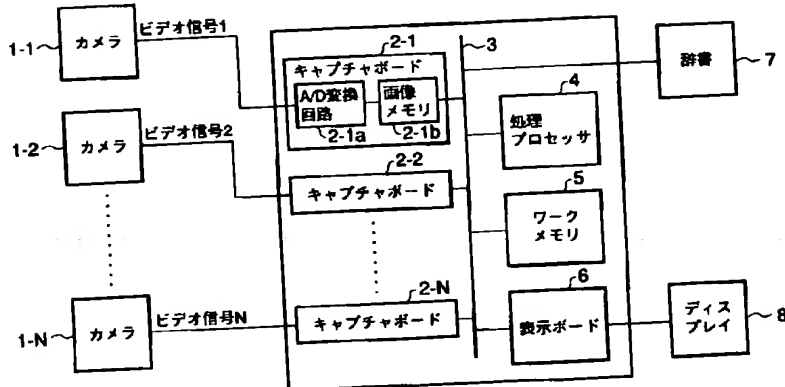 1-1
カメラ
ビデオ信号1
2-1
キャプチャボード
A/D変換
回路
2-1a
画像
メモリ
2-1b
3
辞書
7
4
処理
プロセッサ
1-2
カメラ
ビデオ信号2
2-2
キャプチャボード
5
ワーク
メモリ
1-N
カメラ
ビデオ信号N
2-N
キャプチャボード
6
表示ボード
ディス
プレイ
8